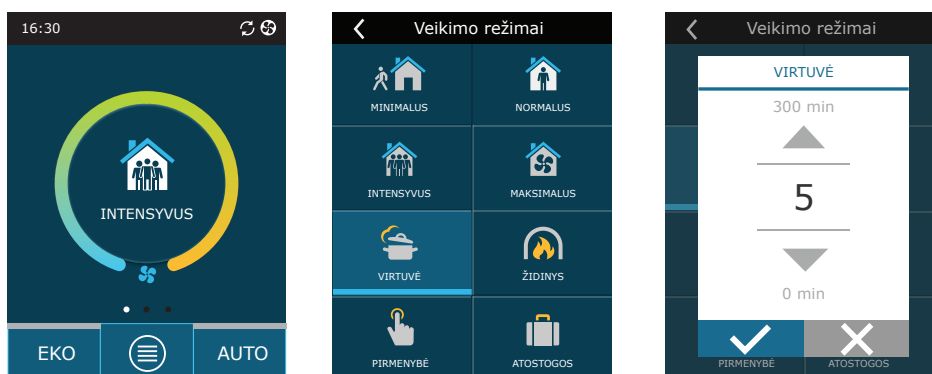 16:30
INTENSYVUS
EKO
AUTO
Veikimo režimai
MINIMALUS
NORMALUS
INTENSYVUS
MAKSIMALUS
VIRTUVĖ
ŽIDINYS
PIRMENYBĖ
ATOSTOGOS
Veikimo režimai
VIRTUVĖ
300 min
5
0 min
PIRMENYBĖ
ATOSTOGOS